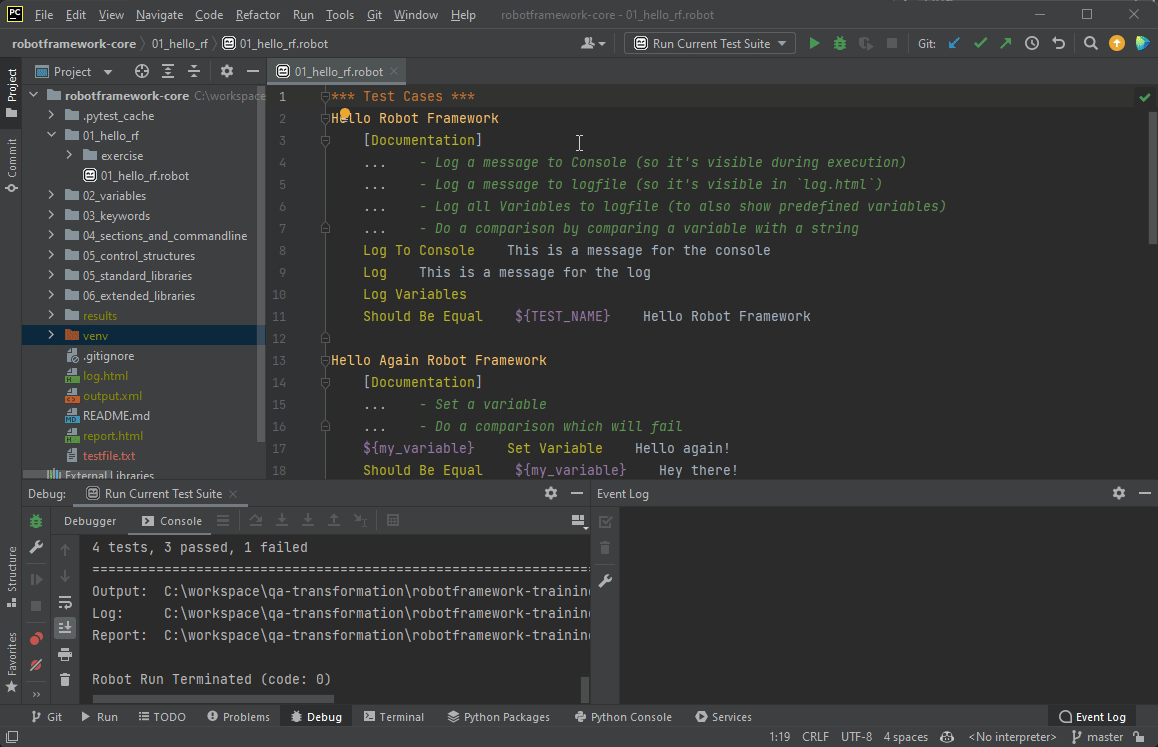 PC File Edit View Navigate Code Refactor Run Tools Git Window Help robotframework-core - 01_hello_rf.robot
robotframework-core 01_hello_rf 01_hello_rf.robot Run Current Test Suite Git:
Project 01_hello_rf.robot
Project
Commit
Structure
Favorites
robotframework-core C:\workspace
.pytest_cache
01_hello_rf
exercise
01_hello_rf.robot
02_variables
03_keywords
04_sections_and_commandline
05_control_structures
05_standard_libraries
06_extended_libraries
results
venv
.gitignore
log.html
output.xml
README.md
report.html
testfile.txt
External Libraries
1 *** Test Cases ***
2 Hello Robot Framework
3 [Documentation]
4 ... - Log a message to Console (so it's visible during execution)
5 ... - Log a message to logfile (so it's visible in `log.html`)
6 ... - Log all Variables to logfile (to also show predefined variables)
7 ... - Do a comparison by comparing a variable with a string
8 Log To Console This is a message for the console
9 Log This is a message for the log
10 Log Variables
11 Should Be Equal ${TEST_NAME} Hello Robot Framework
12
13 Hello Again Robot Framework
14 [Documentation]
15 ... - Set a variable
16 ... - Do a comparison which will fail
17 ${my_variable} Set Variable Hello again!
18 Should Be Equal ${my_variable} Hey there!
Debug: Run Current Test Suite Event Log
Debugger Console
4 tests, 3 passed, 1 failed
==============================================================
Output: C:\workspace\qa-transformation\robotframework-training
Log: C:\workspace\qa-transformation\robotframework-training
Report: C:\workspace\qa-transformation\robotframework-training
Robot Run Terminated (code: 0)
Git Run TODO Problems Debug Terminal Python Packages Python Console Services Event Log
1:19 CRLF UTF-8 4 spaces <No interpreter> master